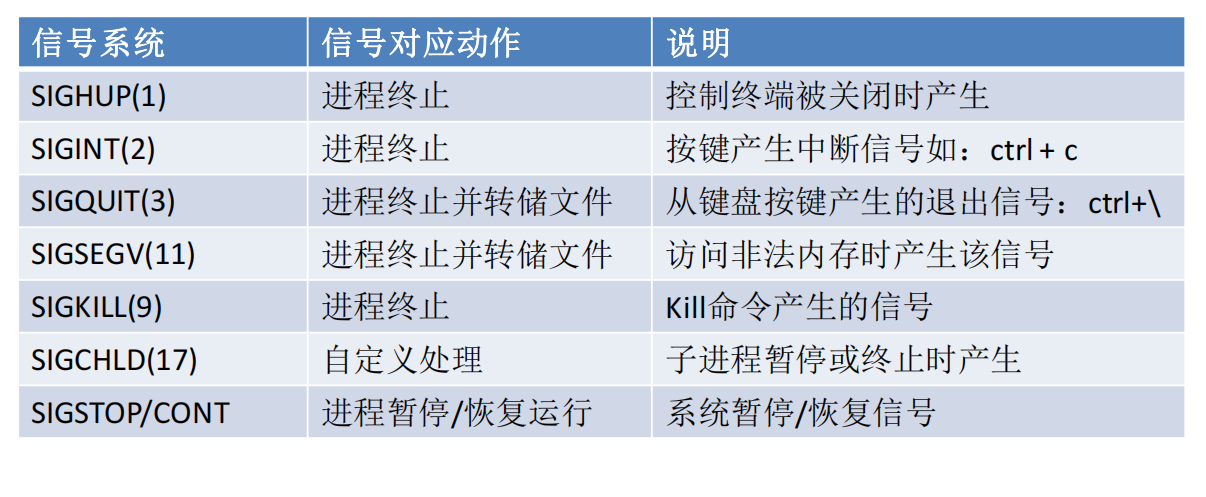 信号系统 信号对应动作 说明
SIGHUP(1) 进程终止 控制终端被关闭时产生
SIGINT(2) 进程终止 按键产生中断信号如：ctrl + c
SIGQUIT(3) 进程终止并转储文件 从键盘按键产生的退出信号：ctrl+\
SIGSEGV(11) 进程终止并转储文件 访问非法内存时产生该信号
SIGKILL(9) 进程终止 Kill命令产生的信号
SIGCHLD(17) 自定义处理 子进程暂停或终止时产生
SIGSTOP/CONT 进程暂停/恢复运行 系统暂停/恢复信号